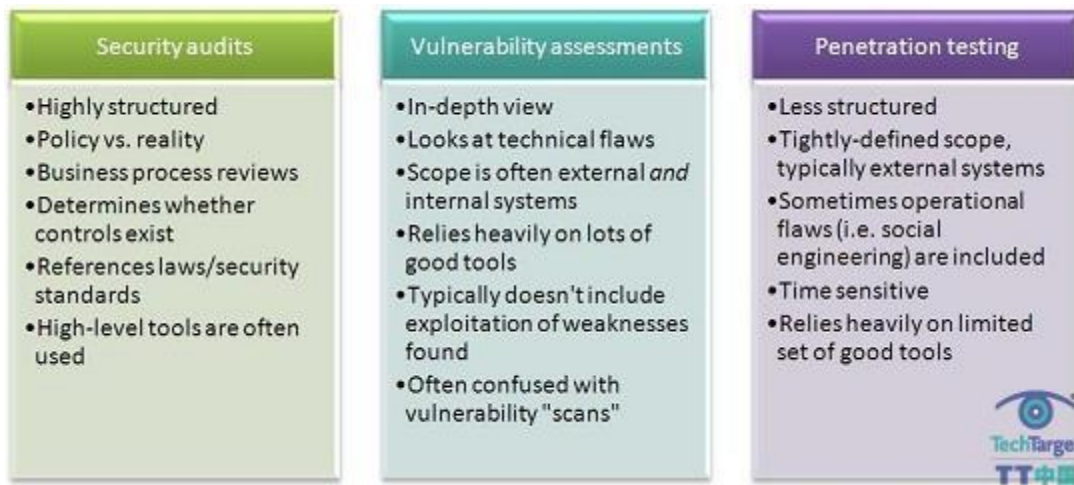 Security audits
•Highly structured
•Policy vs. reality
•Business process reviews
•Determines whether
controls exist
•References laws/security
standards
•High-level tools are often
used
Vulnerability assessments
•In-depth view
•Looks at technical flaws
•Scope is often external and
internal systems
•Relies heavily on lots of
good tools
•Typically doesn't include
exploitation of weaknesses
found
•Often confused with
vulnerability "scans"
Penetration testing
•Less structured
•Tightly-defined scope,
typically external systems
•Sometimes operational
flaws (i.e. social
engineering) are included
•Time sensitive
•Relies heavily on limited
set of good tools
TechTarge
TT中国